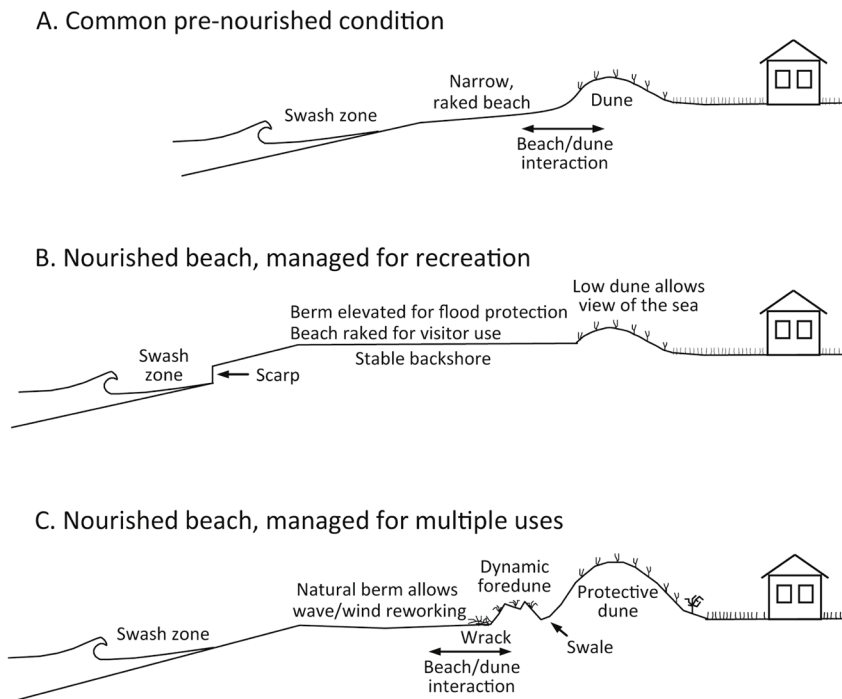 A. Common pre-nourished condition
Narrow,
raked beach
Dune
Swash zone
Beach/dune
interaction
B. Nourished beach, managed for recreation
Low dune allows
view of the sea
Berm elevated for flood protection
Beach raked for visitor use
Stable backshore
Swash
zone
Scarp
C. Nourished beach, managed for multiple uses
Dynamic
foredune
Natural berm allows
wave/wind reworking
Protective
dune
Swash zone
Wrack
Swale
Beach/dune
interaction